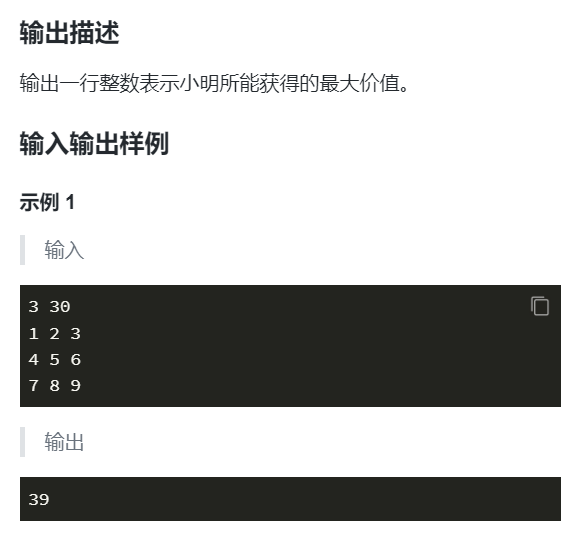 输出描述
输出一行整数表示小明所能获得的最大价值。
输入输出样例
示例 1
输入
3 30
1 2 3
4 5 6
7 8 9
输出
39